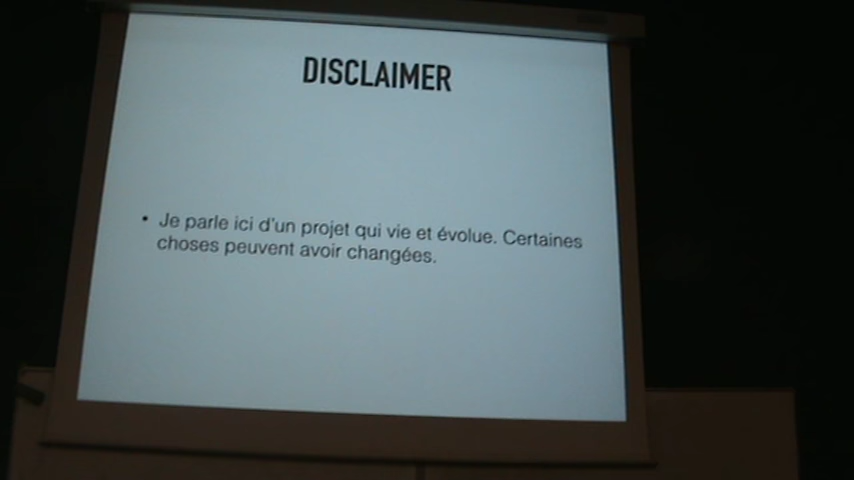 DISCLAIMER
• Je parle ici d'un projet qui vie et évolue. Certaines
choses peuvent avoir changées.